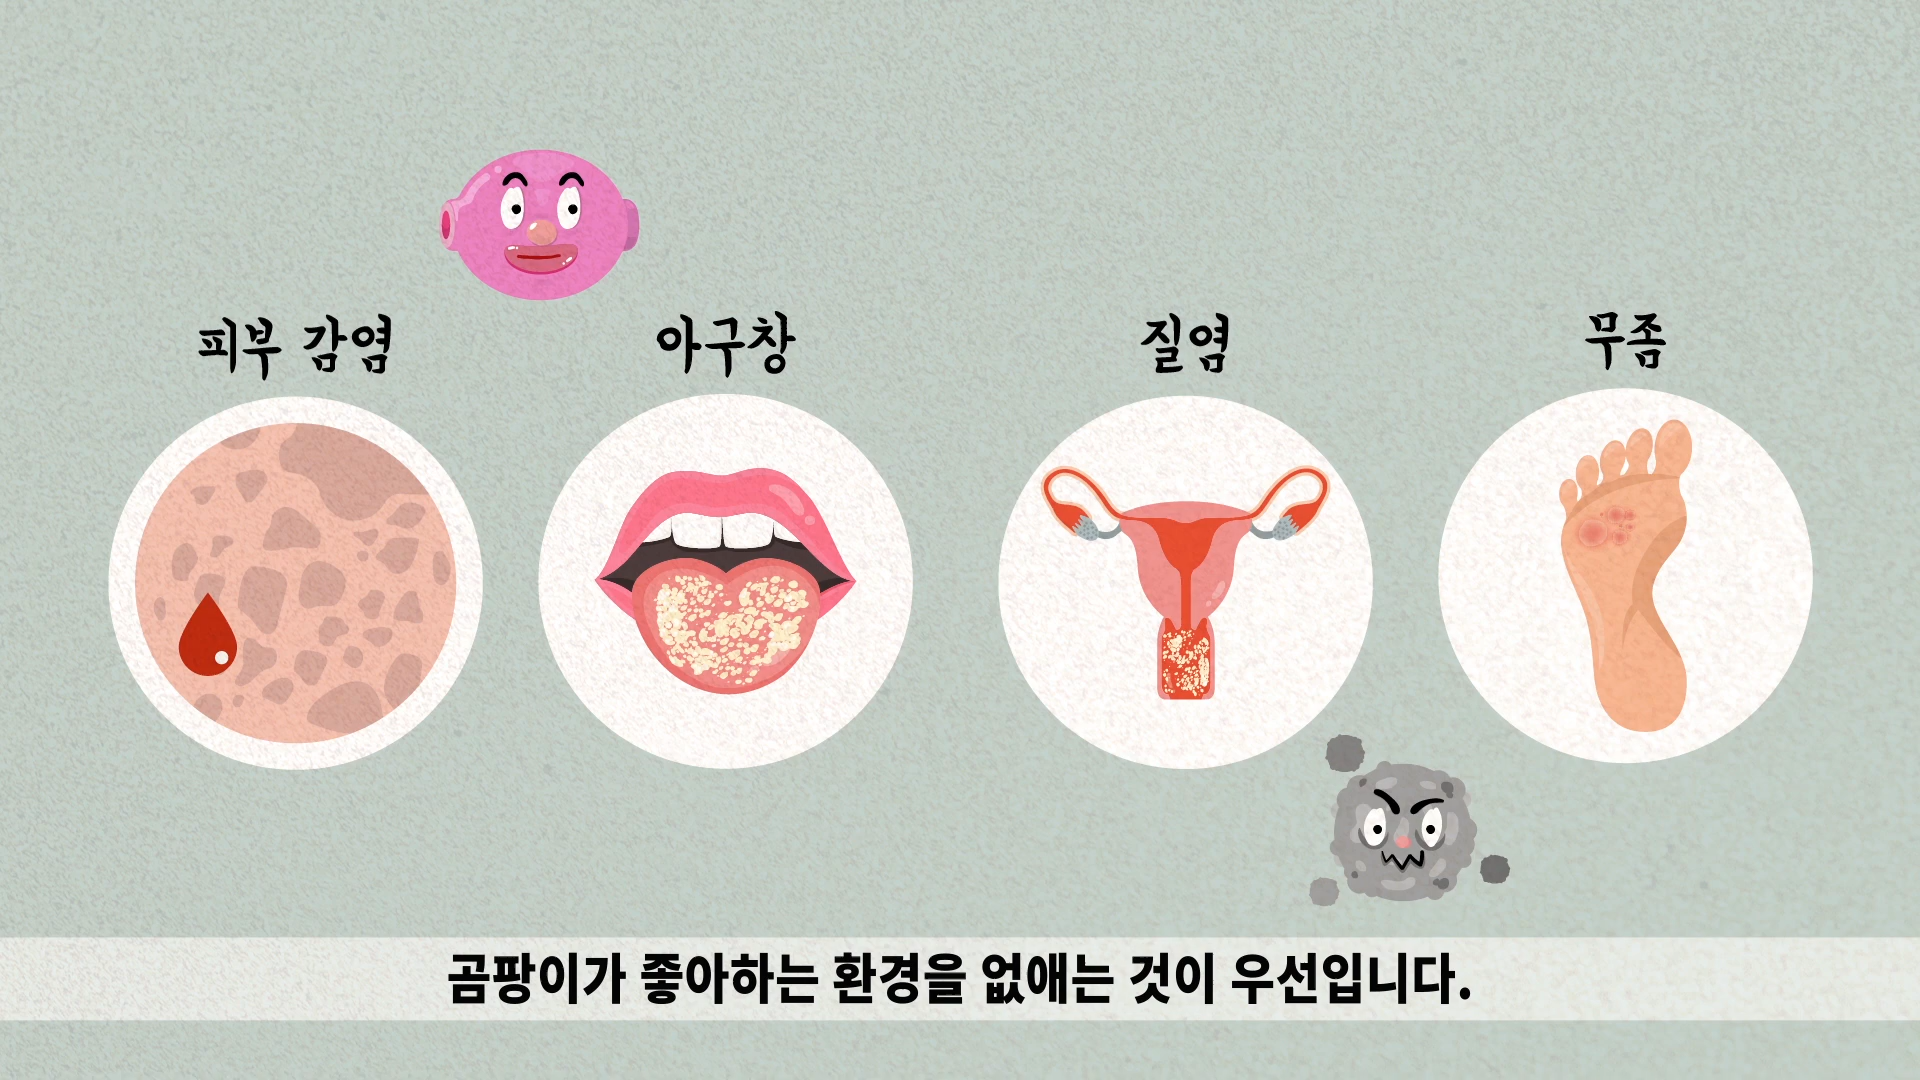 피부 감염
아구창
질염
무좀
곰팡이가 좋아하는 환경을 없애는 것이 우선입니다.